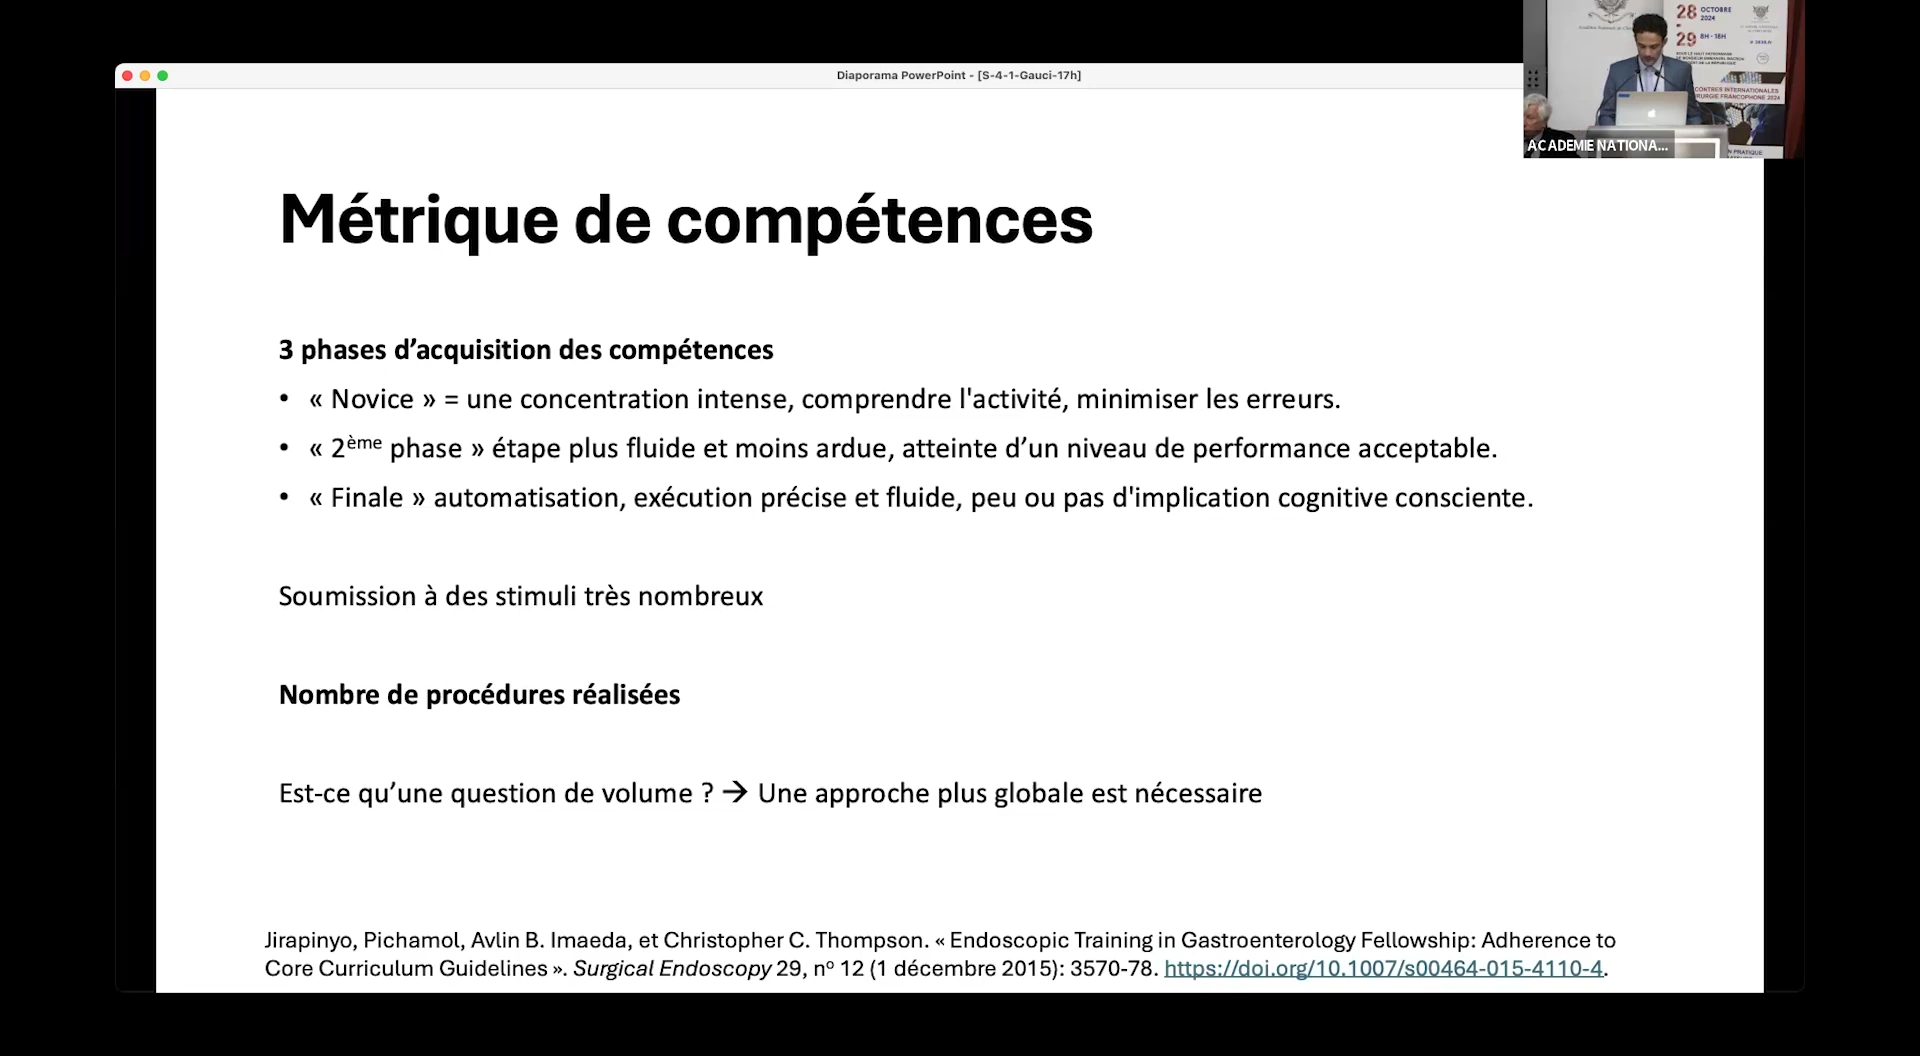 Diaporama PowerPoint - [S-4-1-Gauci-17h]
28 OCTOBRE
2024
29 8H - 18H
ACADEMIE NATIONA...
Métrique de compétences
3 phases d’acquisition des compétences
• « Novice » = une concentration intense, comprendre l'activité, minimiser les erreurs.
• « 2ème phase » étape plus fluide et moins ardue, atteinte d’un niveau de performance acceptable.
• « Finale » automatisation, exécution précise et fluide, peu ou pas d'implication cognitive consciente.
Soumission à des stimuli très nombreux
Nombre de procédures réalisées
Est-ce qu’une question de volume ? → Une approche plus globale est nécessaire
Jirapinyo, Pichamol, Avlin B. Imaeda, et Christopher C. Thompson. « Endoscopic Training in Gastroenterology Fellowship: Adherence to
Core Curriculum Guidelines ». Surgical Endoscopy 29, nº 12 (1 décembre 2015): 3570-78. https://doi.org/10.1007/s00464-015-4110-4.